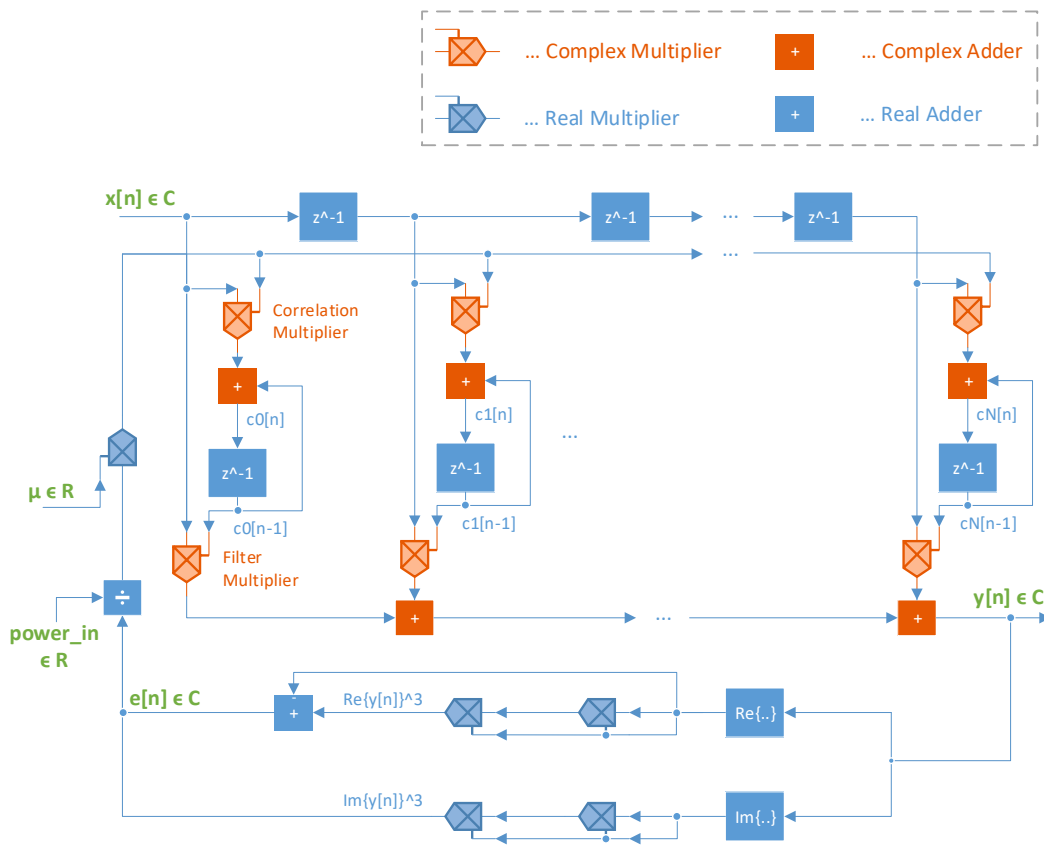 ... Complex Multiplier
+
... Complex Adder
... Real Multiplier
+
... Real Adder
x[n] ϵ C
z^-1
z^-1
...
z^-1
...
Correlation
Multiplier
+
+
+
c0[n]
c1[n]
cN[n]
...
z^-1
z^-1
z^-1
μ ϵ R
c0[n-1]
c1[n-1]
cN[n-1]
Filter
Multiplier
÷
power_in
ϵ R
+
...
+
y[n] ϵ C
e[n] ϵ C
-
+
Re{y[n]}^3
Re{..}
Im{y[n]}^3
Im{..}